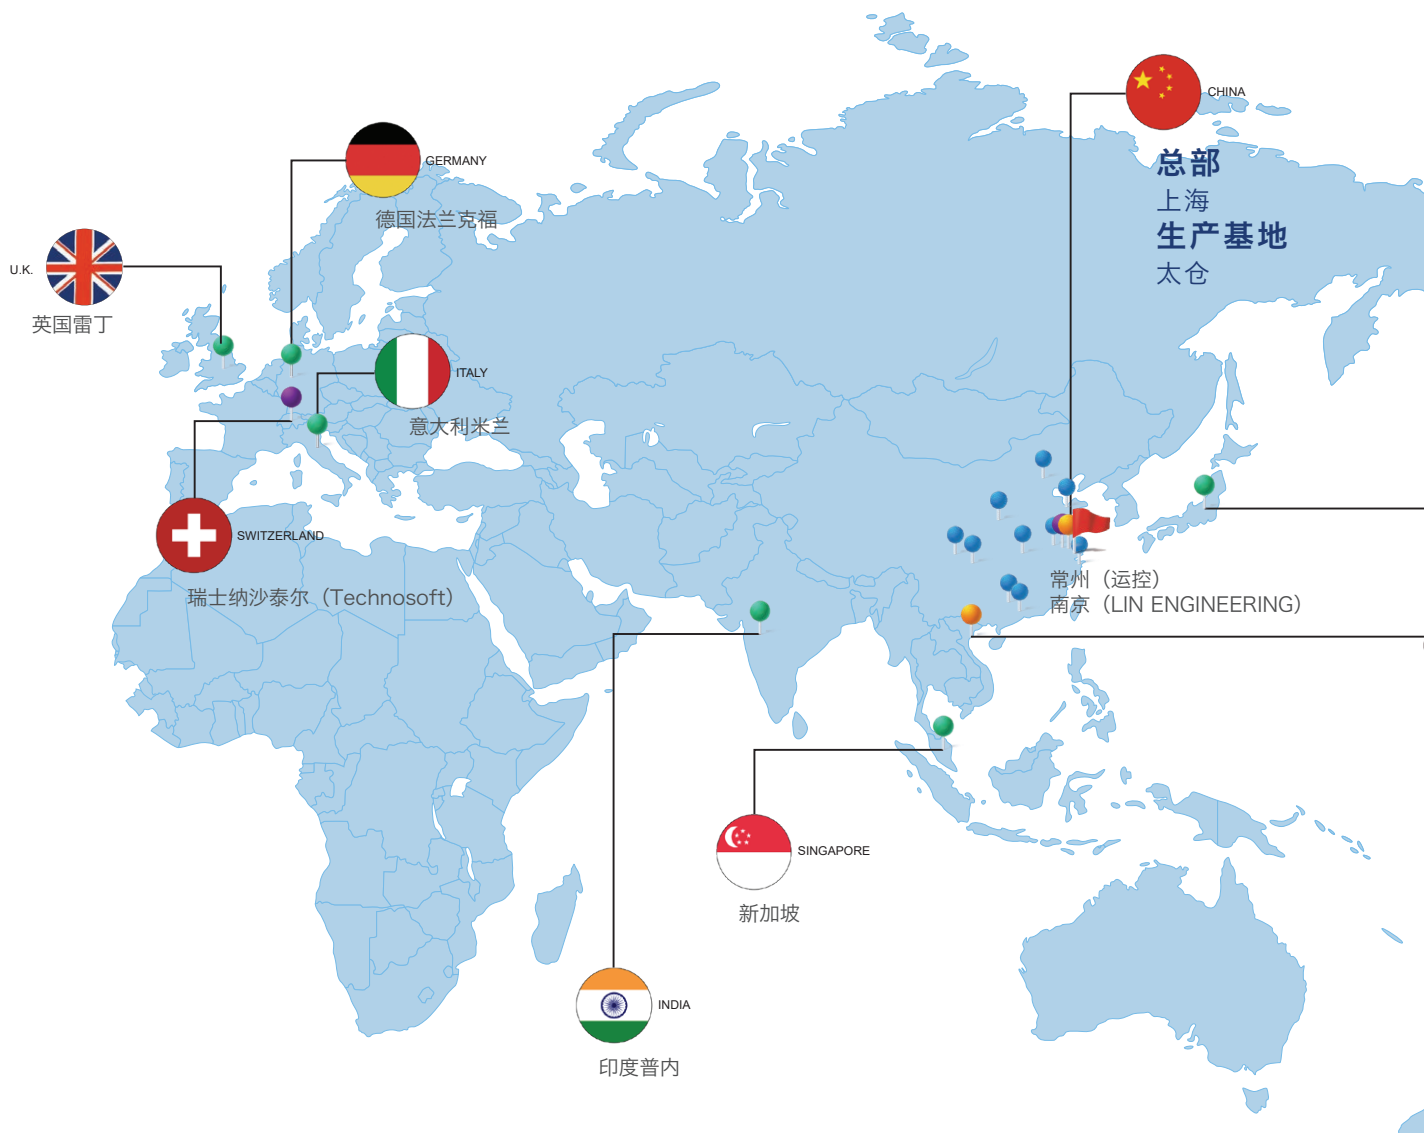 CHINA
总部
上海
生产基地
太仓
GERMANY
德国法兰克福
U.K.
英国雷丁
ITALY
意大利米兰
SWITZERLAND
瑞士纳沙泰尔（Technosoft）
常州（运控）
南京（LIN ENGINEERING）
SINGAPORE
新加坡
INDIA
印度普内